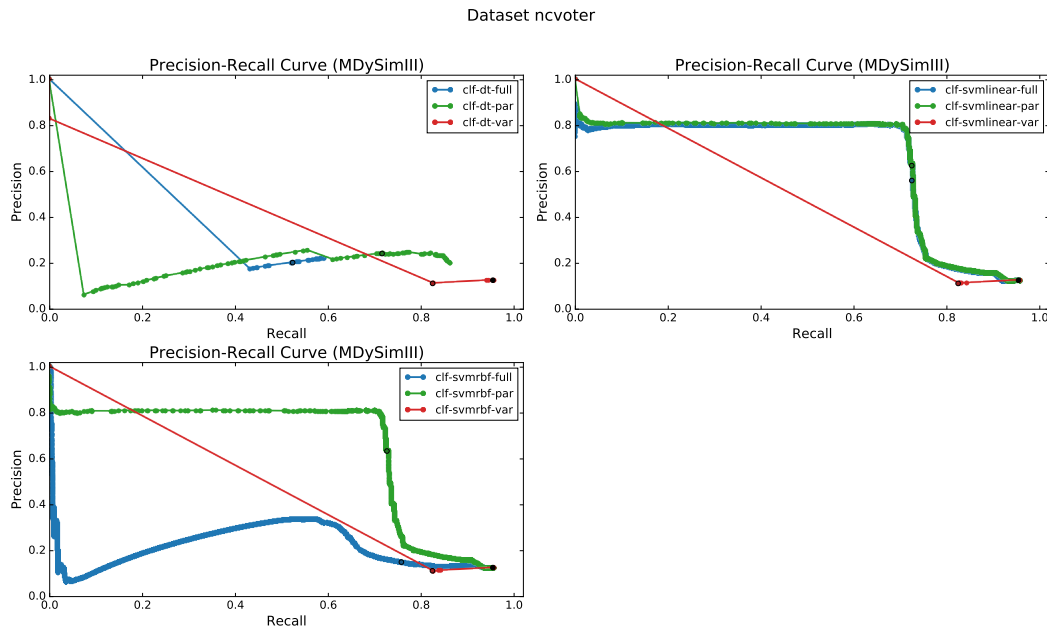 Dataset ncvoter
Precision-Recall Curve (MDySimIII)
1.0
0.8
0.6
0.4
0.2
0.0
Precision
0.0 0.2 0.4 0.6 0.8 1.0
Recall
clf-dt-full
clf-dt-par
clf-dt-var
Precision-Recall Curve (MDySimIII)
1.0
0.8
0.6
0.4
0.2
0.0
Precision
0.0 0.2 0.4 0.6 0.8 1.0
Recall
clf-svmlinear-full
clf-svmlinear-par
clf-svmlinear-var
Precision-Recall Curve (MDySimIII)
1.0
0.8
0.6
0.4
0.2
0.0
Precision
0.0 0.2 0.4 0.6 0.8 1.0
Recall
clf-svmrbf-full
clf-svmrbf-par
clf-svmrbf-var